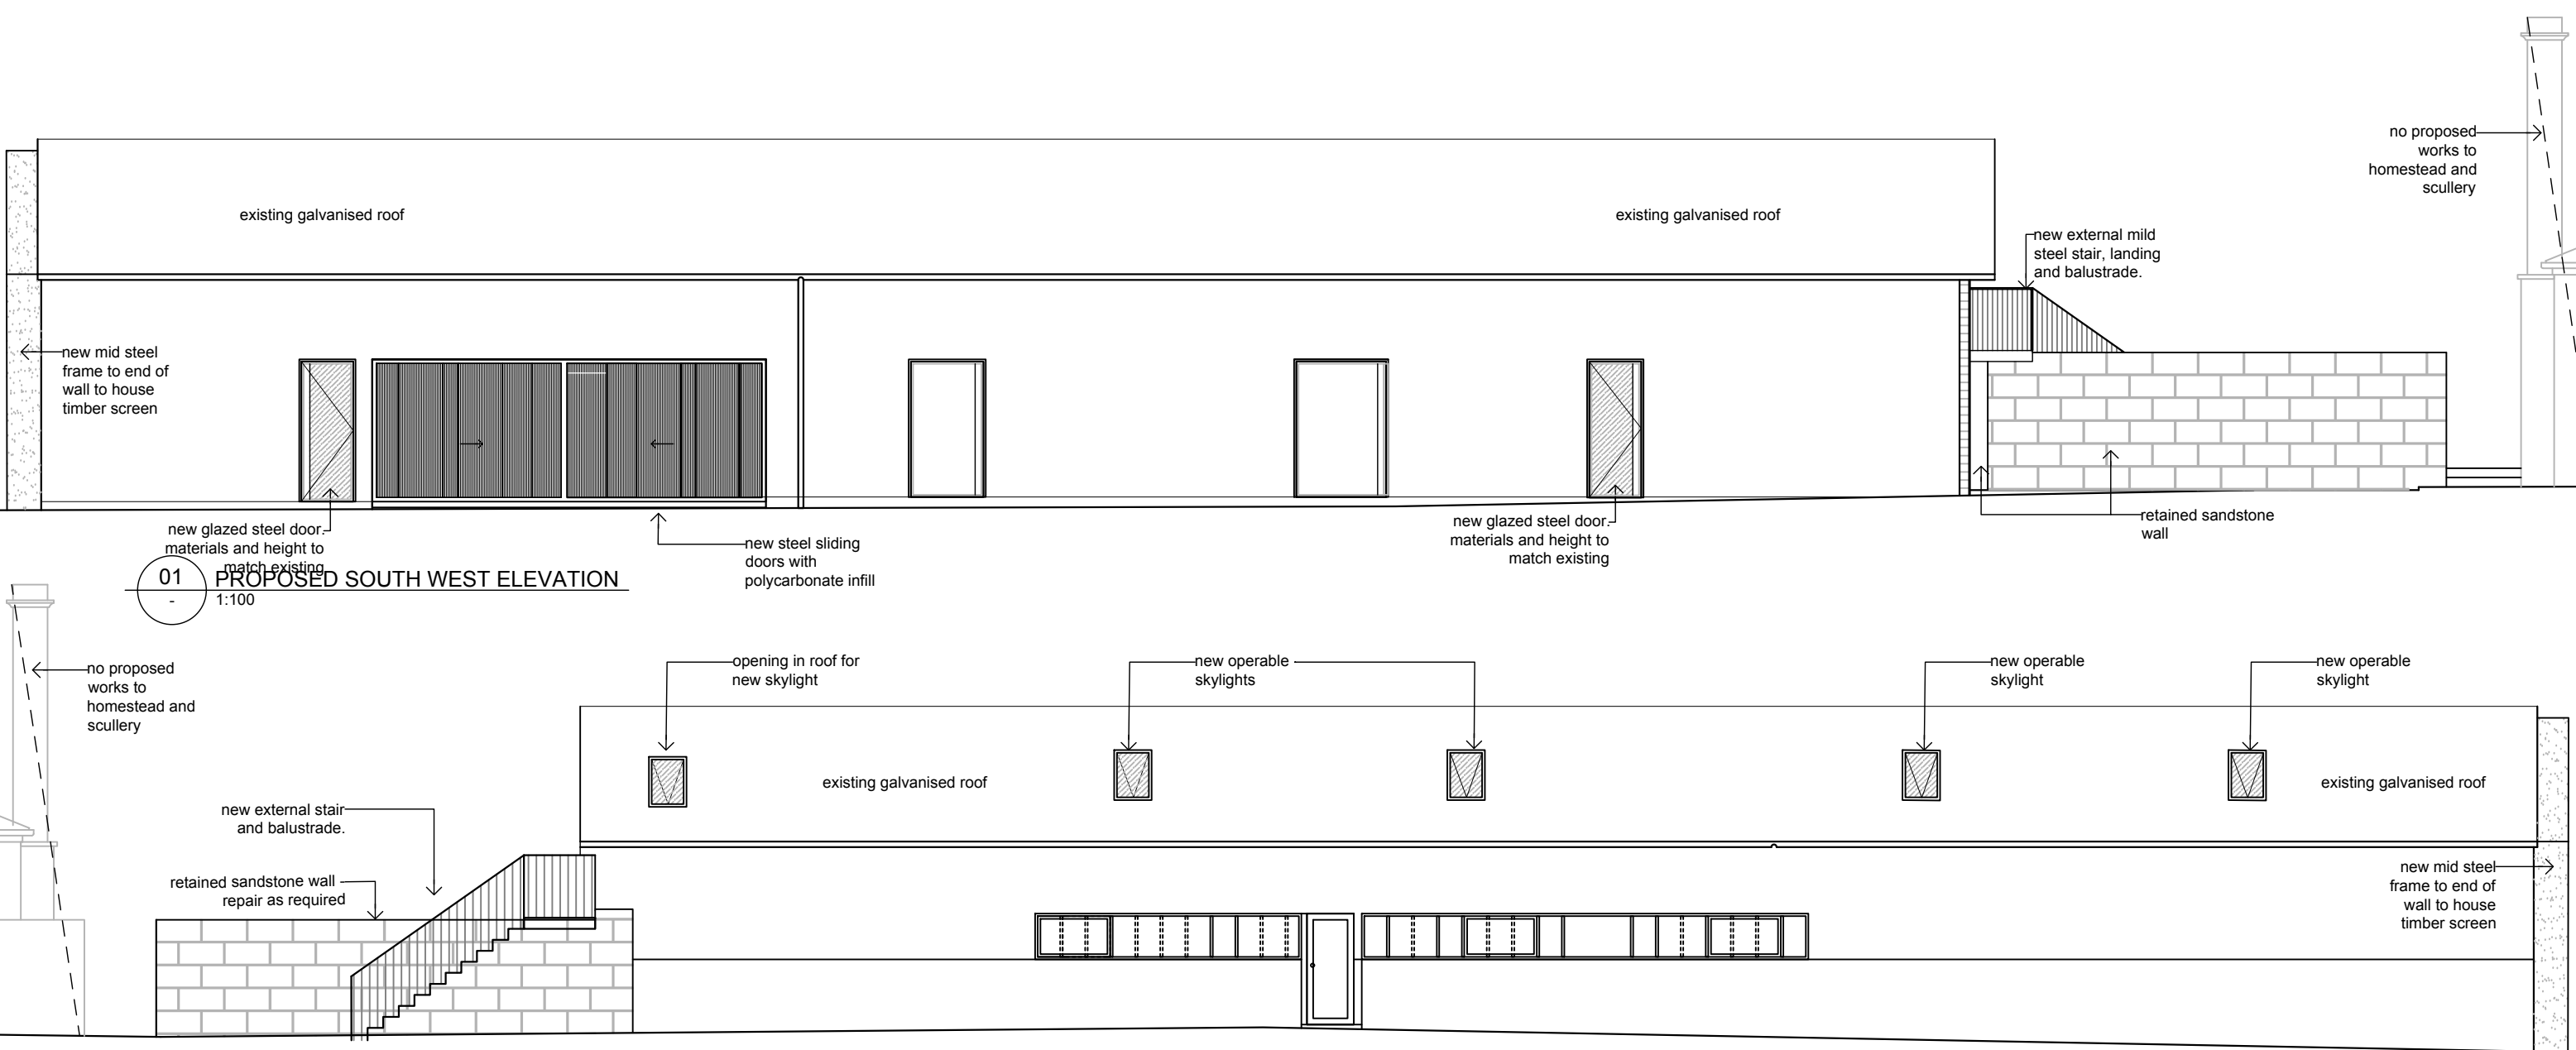 no proposed
works to
homestead and
scullery
existing galvanised roof
existing galvanised roof
new external mild
steel stair, landing
and balustrade.
new mid steel
frame to end of
wall to house
timber screen
new glazed steel door.
materials and height to
match existing
new steel sliding
doors with
polycarbonate infill
new glazed steel door.
materials and height to
match existing
retained sandstone
wall
01
-
PROPOSED SOUTH WEST ELEVATION
1:100
no proposed
works to
homestead and
scullery
opening in roof for
new skylight
new operable
skylights
new operable
skylight
new operable
skylight
existing galvanised roof
existing galvanised roof
new external stair
and balustrade.
retained sandstone wall
repair as required
new mid steel
frame to end of
wall to house
timber screen